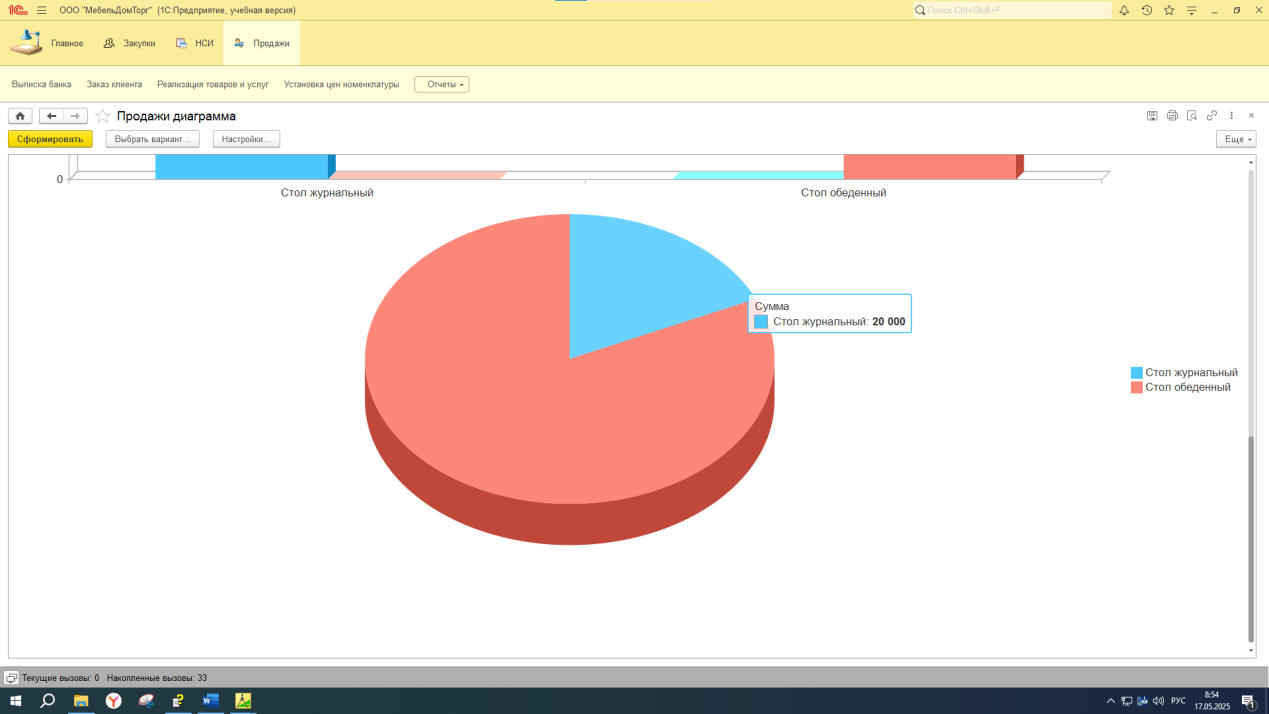 1С ООО "МебельДомТорг" (1С:Предприятие, учебная версия) Поиск Ctrl+Shift+F
Главное Закупки НСИ Продажи
Выписка банка Заказ клиента Реализация товаров и услуг Установка цен номенклатуры Отчеты
Продажи диаграмма
Сформировать Выбрать вариант... Настройки... Еще
0
Стол журнальный Стол обеденный
Сумма
Стол журнальный: 20 000
Стол журнальный
Стол обеденный
Текущие вызовы: 0 Накопленные вызовы: 33
РУС 8:54
17.05.2025 1